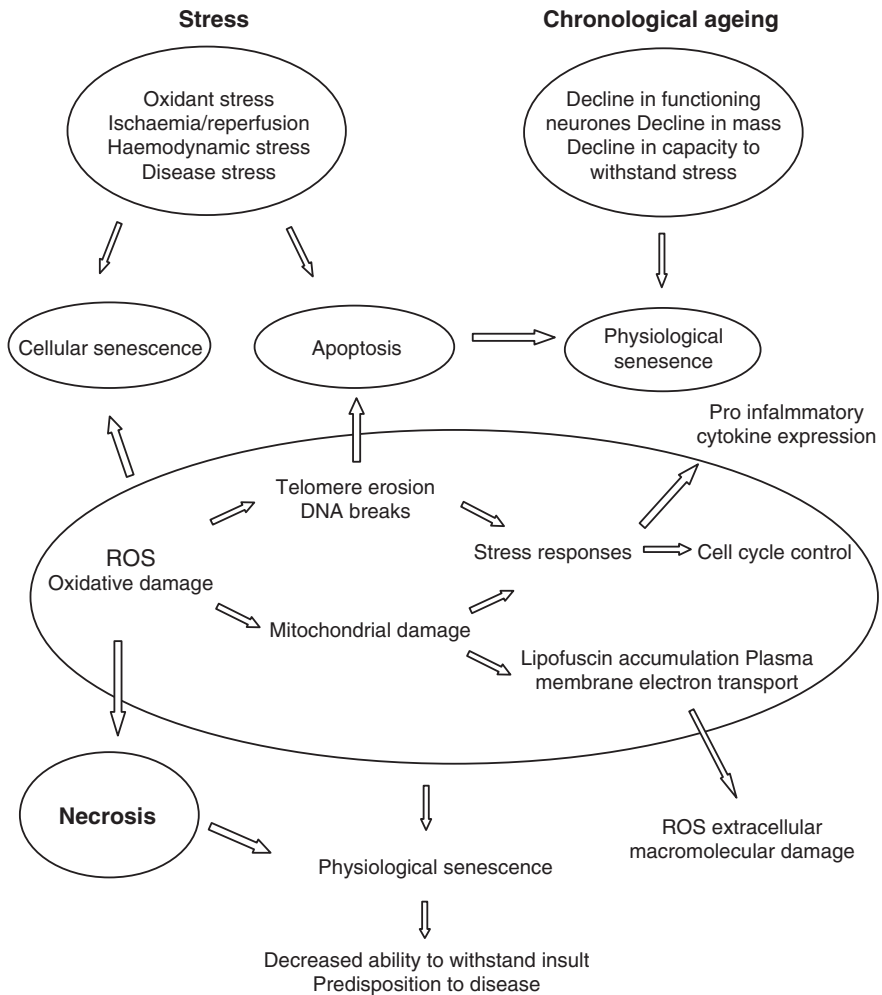 Stress
Chronological ageing
Oxidant stress
Ischaemia/reperfusion
Haemodynamic stress
Disease stress
Decline in functioning
neurones Decline in mass
Decline in capacity to
withstand stress
Cellular senescence
Apoptosis
Physiological
senesence
Pro infalmmatory
cytokine expression
Telomere erosion
DNA breaks
ROS
Oxidative damage
Stress responses
Cell cycle control
Mitochondrial damage
Lipofuscin accumulation Plasma
membrane electron transport
Necrosis
ROS extracellular
macromolecular damage
Physiological senescence
Decreased ability to withstand insult
Predisposition to disease